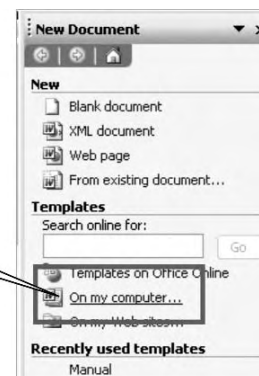 New Document
New
Blank document
XML document
Web page
From existing document...
Templates
Search online for:
Go
Templates on Office Online
On my computer...
On my Web sites...
Recently used templates
Manual